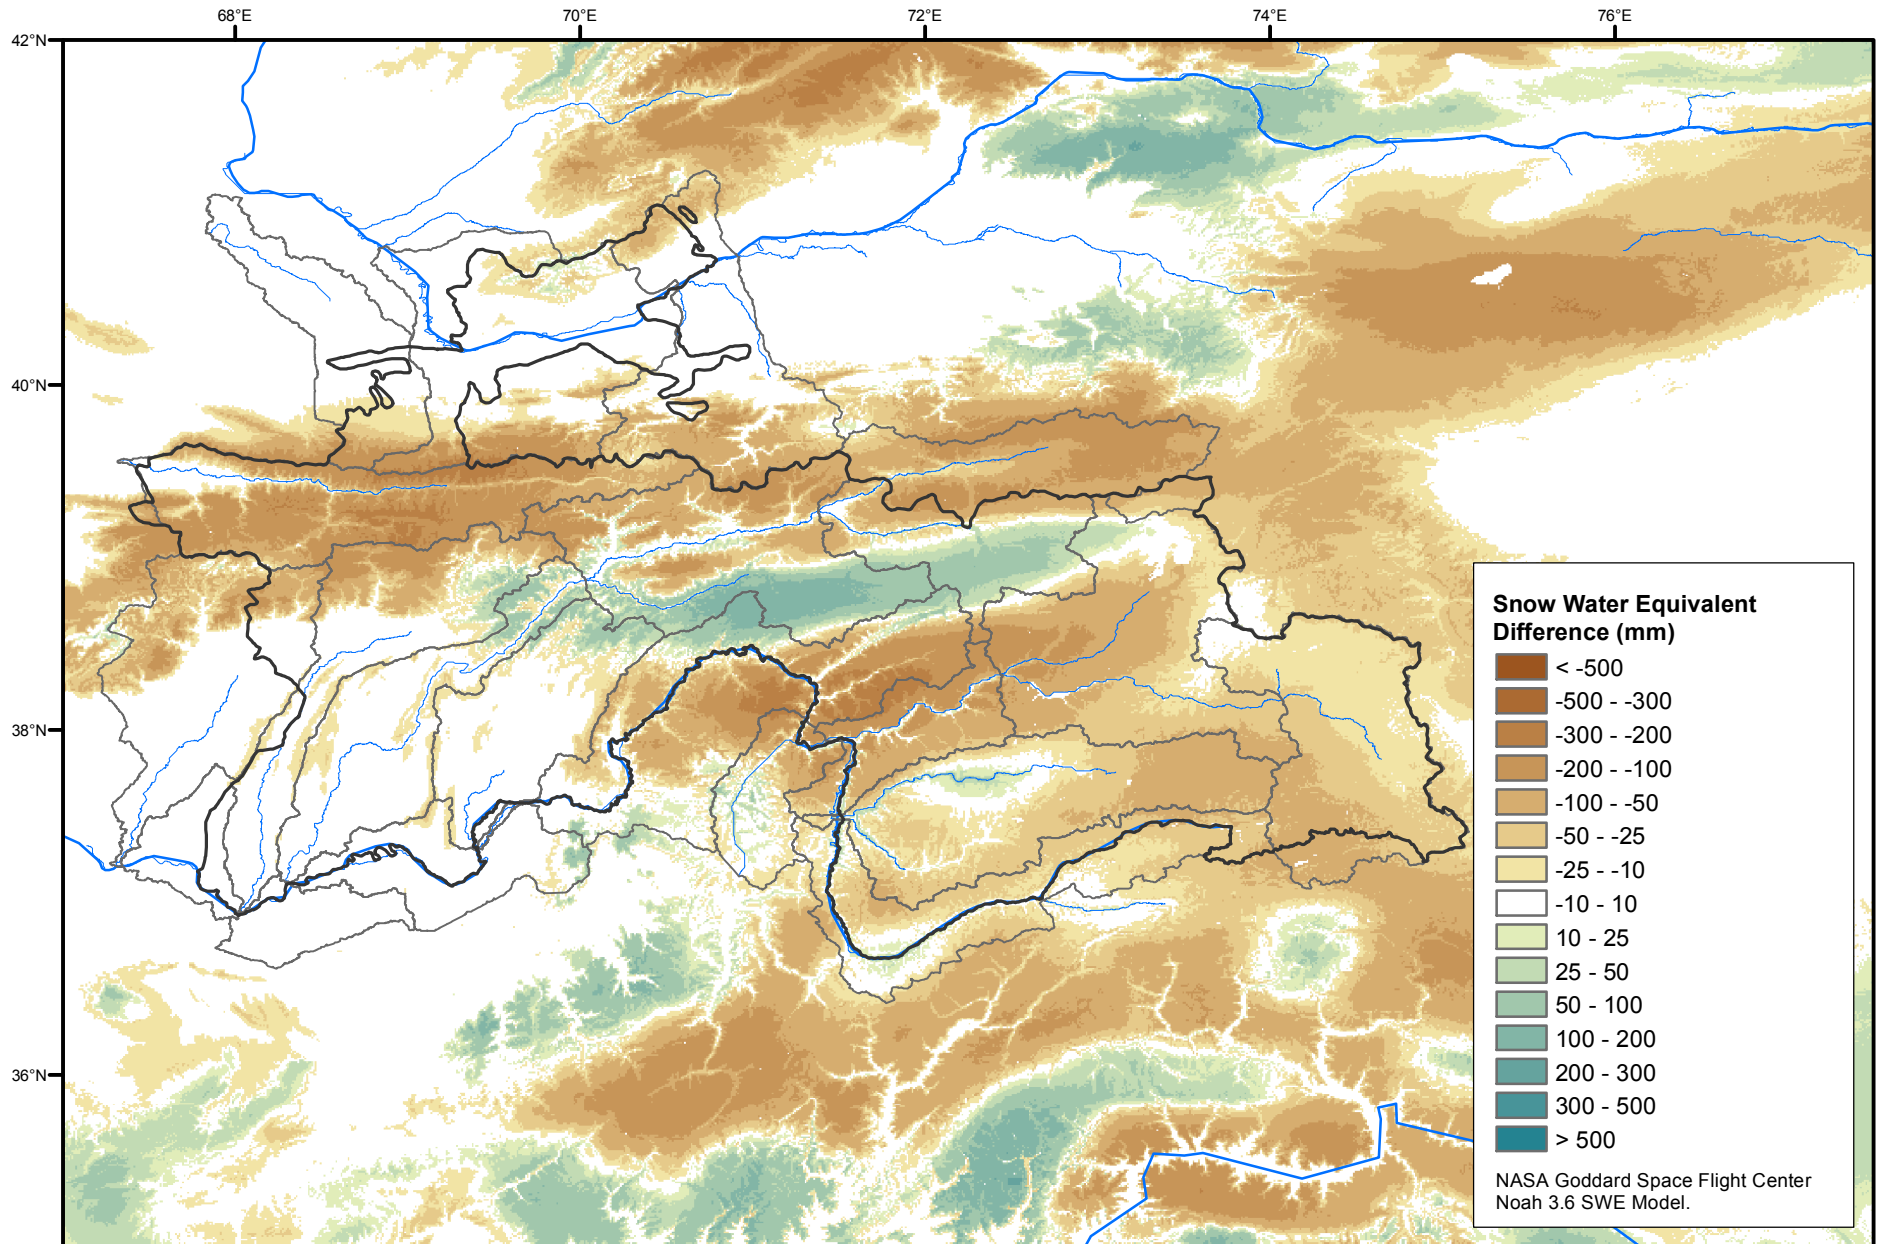 68°E 70°E 72°E 74°E 76°E
42°N
40°N
38°N
36°N
Snow Water Equivalent
Difference (mm)
< -500
-500 - -300
-300 - -200
-200 - -100
-100 - -50
-50 - -25
-25 - -10
-10 - 10
10 - 25
25 - 50
50 - 100
100 - 200
200 - 300
300 - 500
> 500
NASA Goddard Space Flight Center
Noah 3.6 SWE Model.